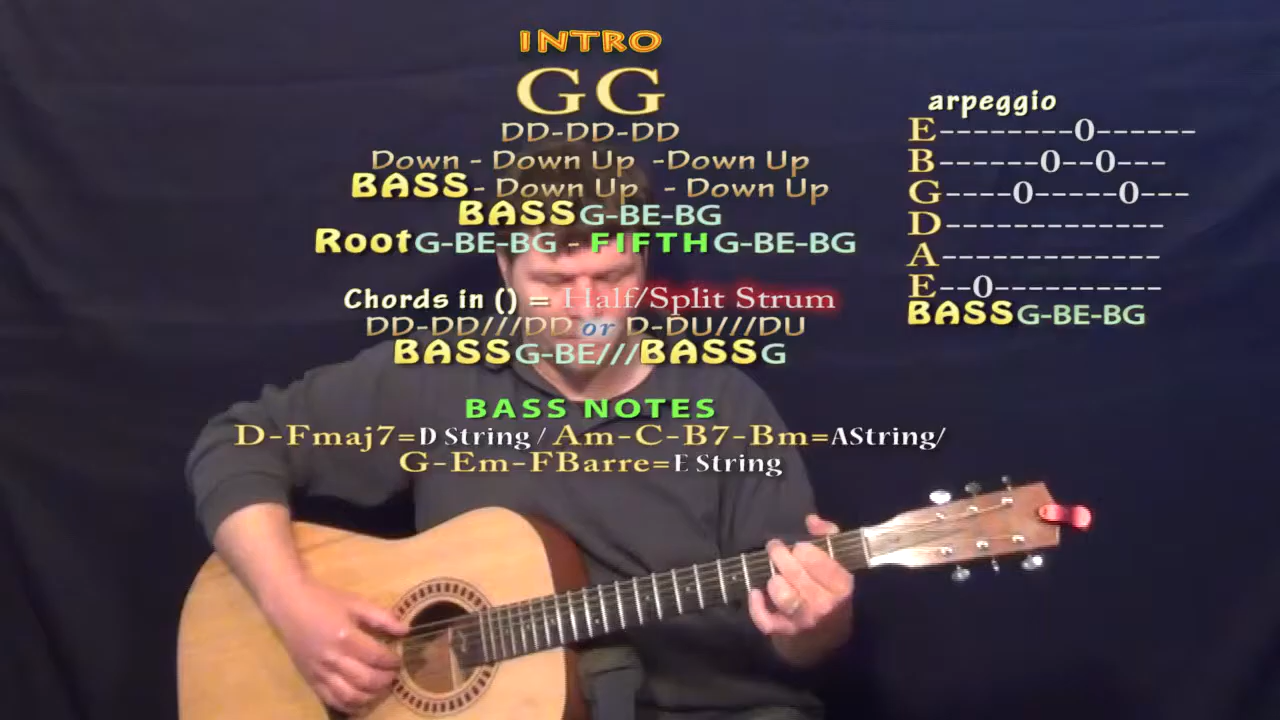 INTRO
GG
DD-DD-DD
Down - Down Up -Down Up
BASS- Down Up - Down Up
BASSG-BE-BG
RootG-BE-BG - FIFTHG-BE-BG
Chords in () = Half/Split Strum
DD-DD///DD or D-DU///DU
BASSG-BE///BASSG
BASS NOTES
D-Fmaj7=D String / Am-C-B7-Bm=AString/
G-Em-FBarre=E String
arpeggio
E--------0------
B------0--0---
G----0-----0---
D-------------
A-------------
E--0----------
BASSG-BE-BG